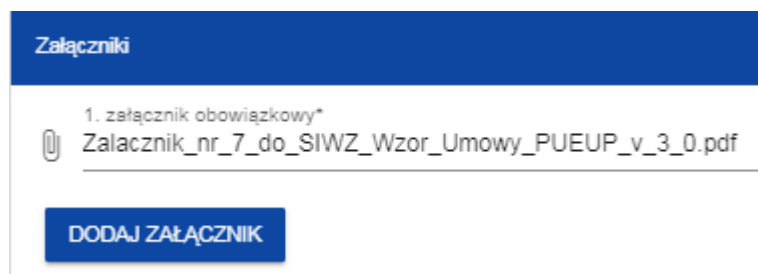 Załączniki
1. załącznik obowiązkowy*
Zalacznik_nr_7_do_SIWZ_Wzor_Umowy_PUEUP_v_3_0.pdf
DODAJ ZAŁĄCZNIK